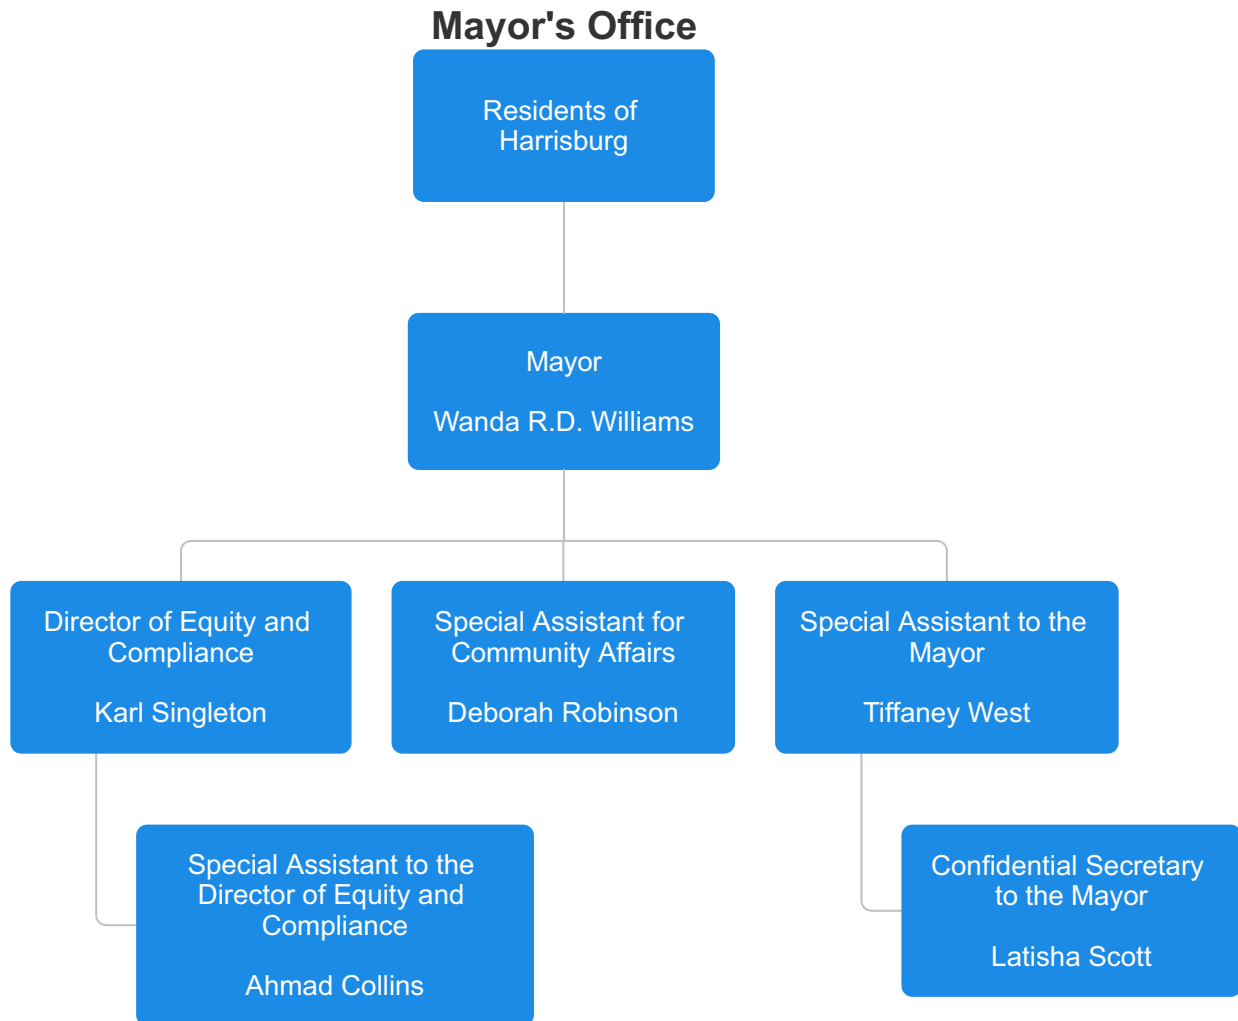 Mayor's Office
Residents of
Harrisburg
Mayor
Wanda R.D. Williams
Director of Equity and
Compliance
Karl Singleton
Special Assistant for
Community Affairs
Deborah Robinson
Special Assistant to the
Mayor
Tiffaney West
Special Assistant to the
Director of Equity and
Compliance
Ahmad Collins
Confidential Secretary
to the Mayor
Latisha Scott